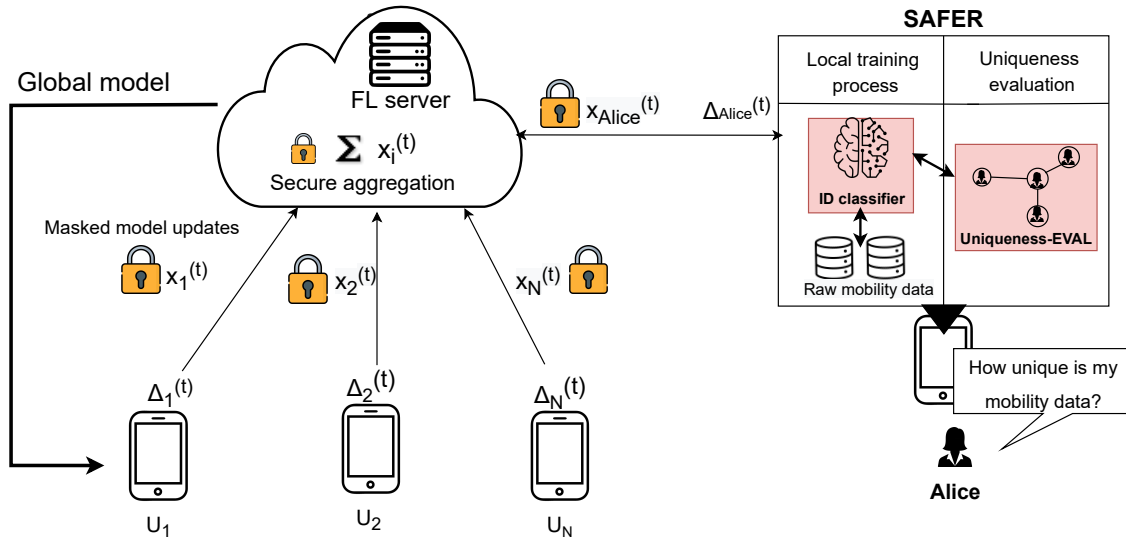 Global model
FL server
Σ x_i^(t)
Secure aggregation
x_Alice^(t)
Δ_Alice^(t)
SAFER
Local training
process
Uniqueness
evaluation
ID classifier
Uniqueness-EVAL
Raw mobility data
Masked model updates
x_1^(t)
x_2^(t)
x_N^(t)
Δ_1^(t)
Δ_2^(t)
Δ_N^(t)
U_1
U_2
U_N
How unique is my
mobility data?
Alice